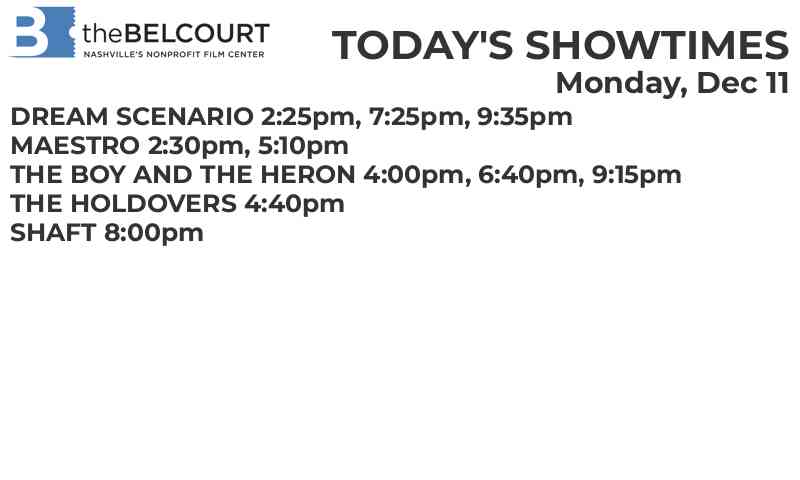 B theBELCOURT
NASHVILLE'S NONPROFIT FILM CENTER
TODAY'S SHOWTIMES
Monday, Dec 11
DREAM SCENARIO 2:25pm, 7:25pm, 9:35pm
MAESTRO 2:30pm, 5:10pm
THE BOY AND THE HERON 4:00pm, 6:40pm, 9:15pm
THE HOLDOVERS 4:40pm
SHAFT 8:00pm